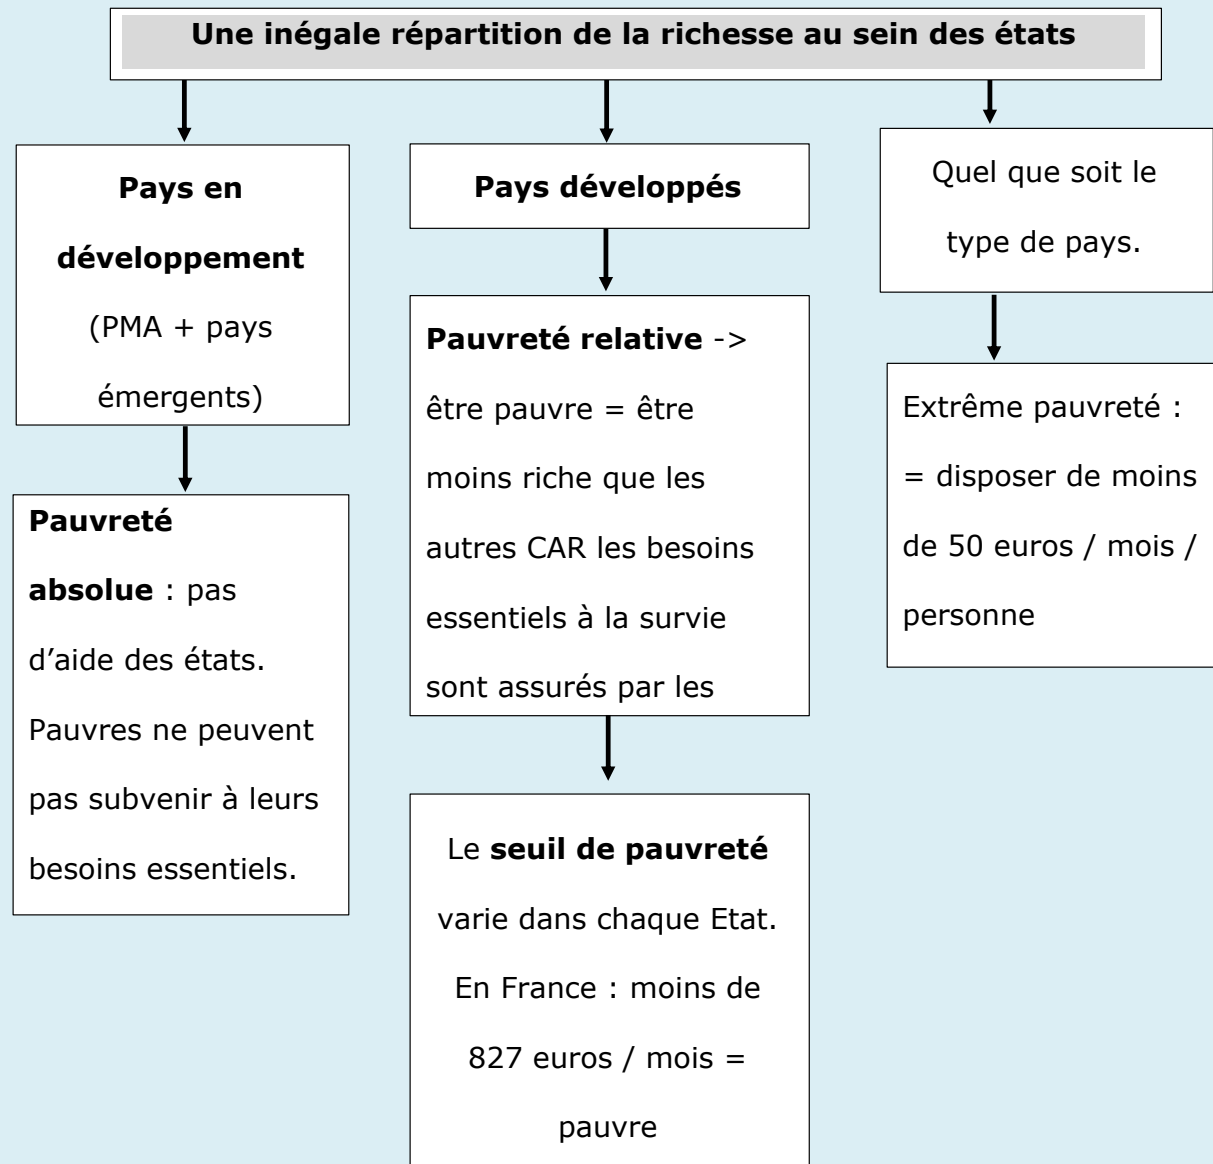 Une inégale répartition de la richesse au sein des états
Pays en
développement
(PMA + pays
émergents)
Pauvreté
absolue : pas
d’aide des états.
Pauvres ne peuvent
pas subvenir à leurs
besoins essentiels.
Pays développés
Pauvreté relative ->
être pauvre = être
moins riche que les
autres CAR les besoins
essentiels à la survie
sont assurés par les
Le seuil de pauvreté
varie dans chaque Etat.
En France : moins de
827 euros / mois =
pauvre
Quel que soit le
type de pays.
Extrême pauvreté :
= disposer de moins
de 50 euros / mois /
personne